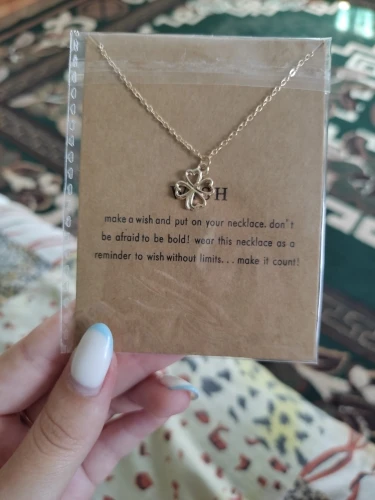 H
make a wish and put on your necklace. don't
be afraid to be bold! wear this necklace as a
reminder to wish without limits... make it count!